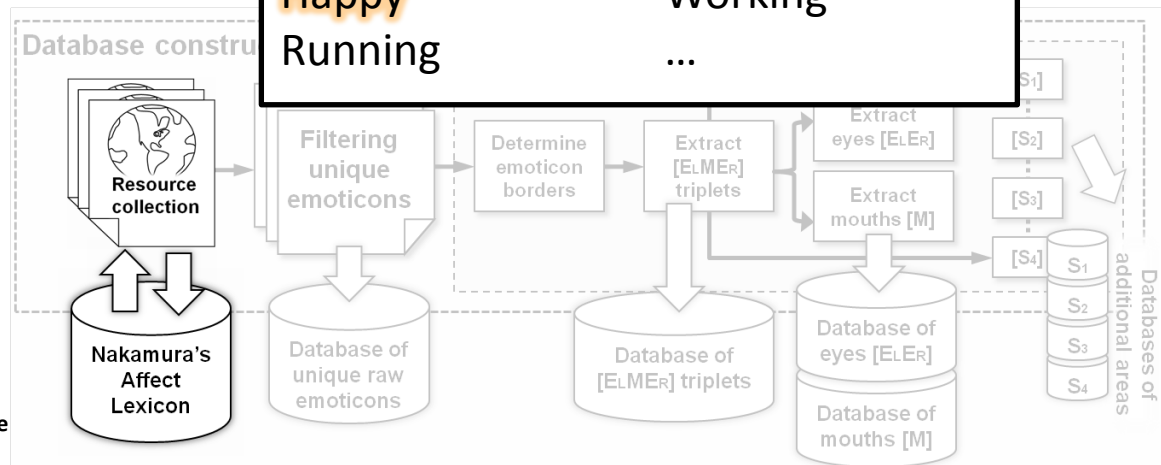 Happy
Working
Running
...
Database constru
Resource
collection
Filtering
unique
emoticons
Determine
emoticon
borders
Extract
[ELMER]
triplets
Extract
eyes [ELER]
Extract
mouths [M]
[S1]
[S2]
[S3]
[S4]
Nakamura's
Affect
Lexicon
Database of
unique raw
emoticons
Database of
[ELMER] triplets
Database of
eyes [ELER]
Database of
mouths [M]
S1
S2
S3
S4
Databases of
additional areas
e